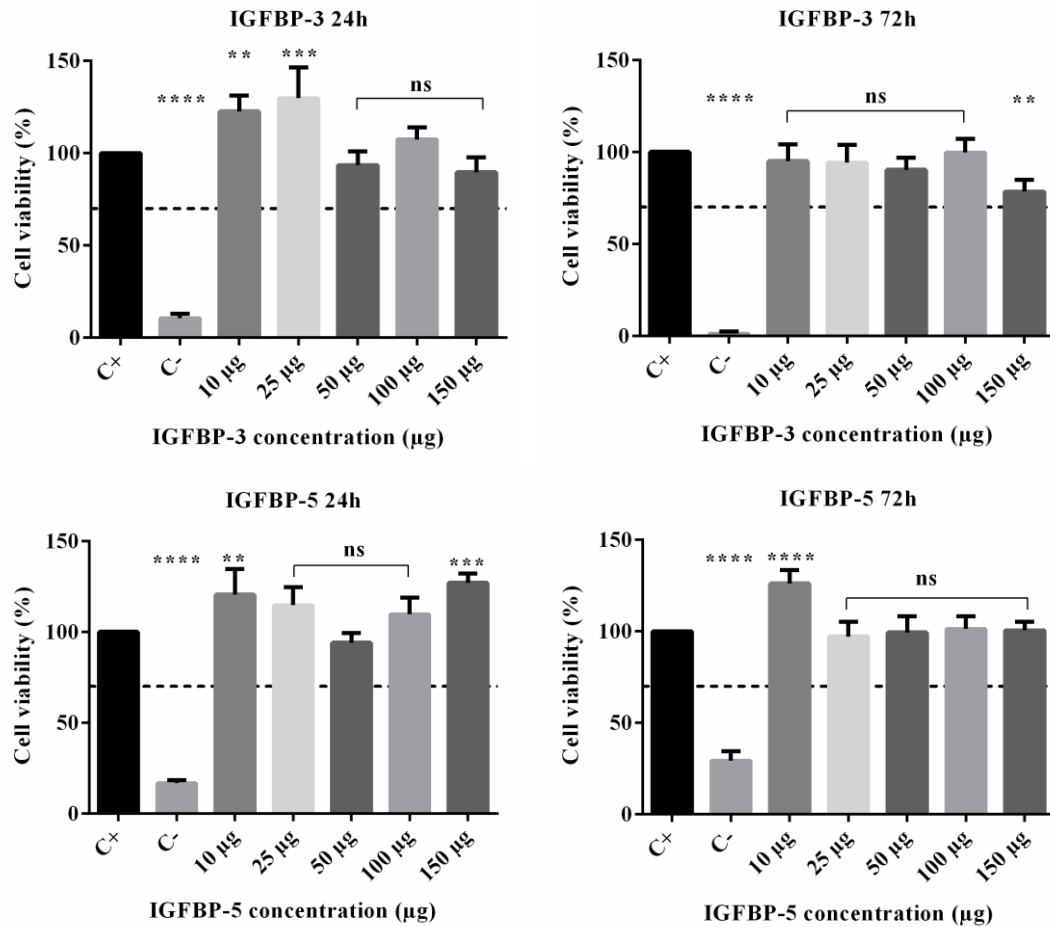 IGFBP-3 24h
** ***
**** ns
150
100
50
0
Cell viability (%)
C+ C- 10 µg 25 µg 50 µg 100 µg 150 µg
IGFBP-3 concentration (µg)
IGFBP-3 72h
**** ns **
150
100
50
0
Cell viability (%)
C+ C- 10 µg 25 µg 50 µg 100 µg 150 µg
IGFBP-3 concentration (µg)
IGFBP-5 24h
**** ** ns ***
150
100
50
0
Cell viability (%)
C+ C- 10 µg 25 µg 50 µg 100 µg 150 µg
IGFBP-5 concentration (µg)
IGFBP-5 72h
**** **** ns
150
100
50
0
Cell viability (%)
C+ C- 10 µg 25 µg 50 µg 100 µg 150 µg
IGFBP-5 concentration (µg)